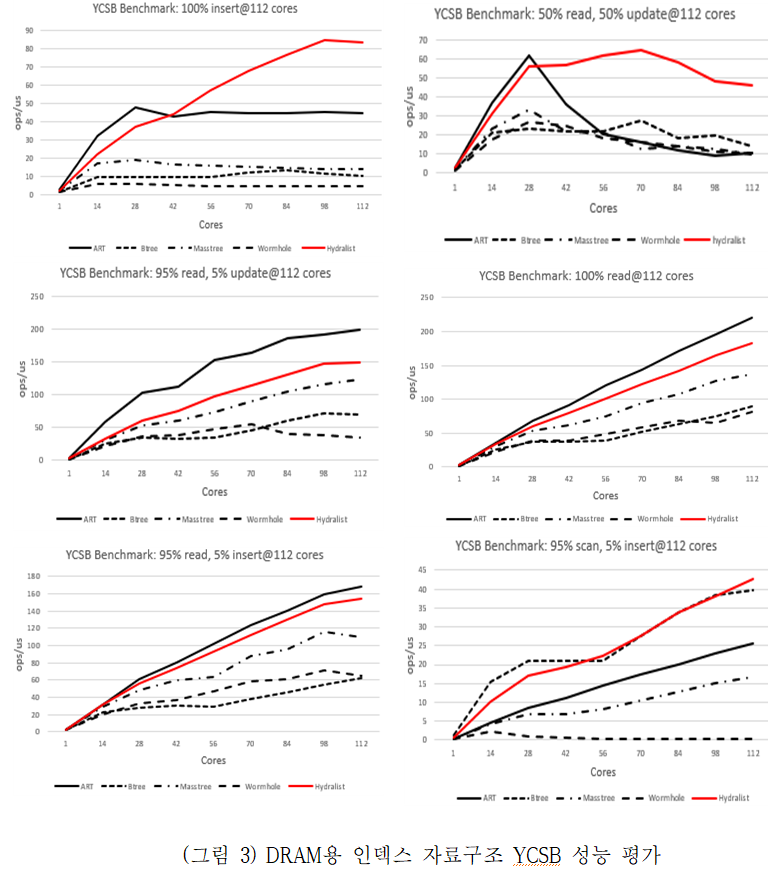 YCSB Benchmark: 100% insert@112 cores
90
80
70
60
50
40
30
20
10
0
ops/us
1 14 28 42 56 70 84 98 112
Cores
ART Btree Masstree Wormhole Hydralist
YCSB Benchmark: 50% read, 50% update@112 cores
70
60
50
40
30
20
10
0
ops/us
1 14 28 42 56 70 84 98 112
Cores
ART Btree Masstree Wormhole hydralist
YCSB Benchmark: 95% read, 5% update@112 cores
250
200
150
100
50
0
ops/us
1 14 28 42 56 70 84 98 112
Cores
ART Btree Masstree Wormhole Hydralist
YCSB Benchmark: 100% read@112 cores
250
200
150
100
50
0
ops/us
1 14 28 42 56 70 84 98 112
Cores
ART Btree Masstree Wormhole Hydralist
YCSB Benchmark: 95% read, 5% insert@112 cores
180
160
140
120
100
80
60
40
20
0
ops/us
1 14 28 42 56 70 84 98 112
Cores
ART Btree Masstree Wormhole Hydralist
YCSB Benchmark: 95% scan, 5% insert@112 cores
45
40
35
30
25
20
15
10
5
0
ops/us
1 14 28 42 56 70 84 98 112
Cores
ART Btree Masstree Wormhole Hydralist
(그림 3) DRAM용 인덱스 자료구조 YCSB 성능 평가